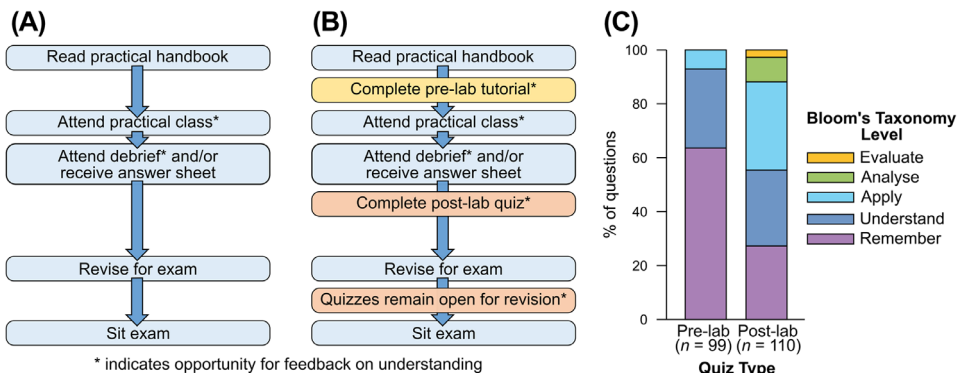 (A)
Read practical handbook
Attend practical class*
Attend debrief* and/or
receive answer sheet
Revise for exam
Sit exam
(B)
Read practical handbook
Complete pre-lab tutorial*
Attend practical class*
Attend debrief* and/or
receive answer sheet
Complete post-lab quiz*
Revise for exam
Quizzes remain open for revision*
Sit exam
* indicates opportunity for feedback on understanding
(C)
% of questions
100
80
60
40
20
0
Pre-lab
(n = 99)
Post-lab
(n = 110)
Quiz Type
Bloom's Taxonomy
Level
Evaluate
Analyse
Apply
Understand
Remember